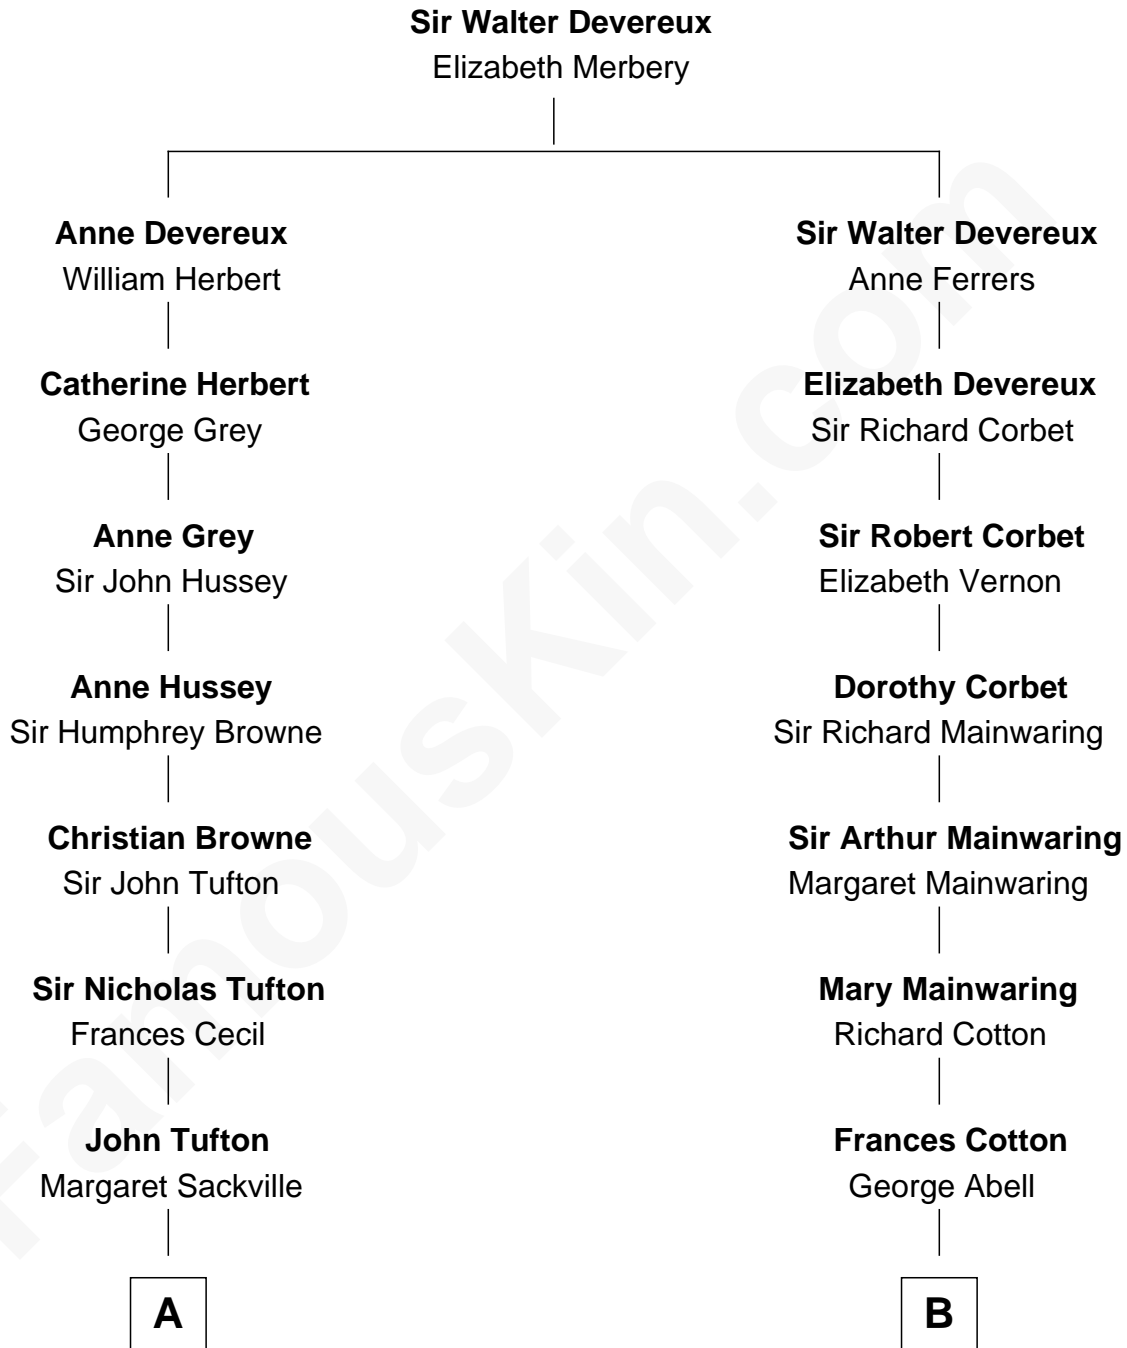 Sir Walter Devereux
Elizabeth Merbery
Anne Devereux
William Herbert
Sir Walter Devereux
Anne Ferrers
Catherine Herbert
George Grey
Elizabeth Devereux
Sir Richard Corbet
Anne Grey
Sir John Hussey
Sir Robert Corbet
Elizabeth Vernon
Anne Hussey
Sir Humphrey Browne
Dorothy Corbet
Sir Richard Mainwaring
Christian Browne
Sir John Tufton
Sir Arthur Mainwaring
Margaret Mainwaring
Sir Nicholas Tufton
Frances Cecil
Mary Mainwaring
Richard Cotton
John Tufton
Margaret Sackville
Frances Cotton
George Abell
A
B
FamousKin.com